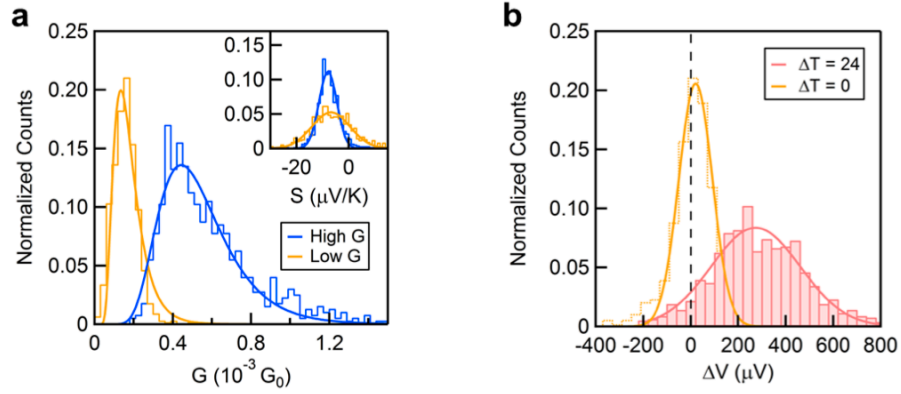 a
0.25
0.20
0.15
0.10
0.05
0
Normalized Counts
0 0.4 0.8 1.2
G (10⁻³ G₀)
0.15
0.10
0.05
0
-20 0
S (μV/K)
High G
Low G
b
0.25
0.20
0.15
0.10
0.05
0
Normalized Counts
-400 -200 0 200 400 600 800
ΔV (μV)
ΔT = 24
ΔT = 0